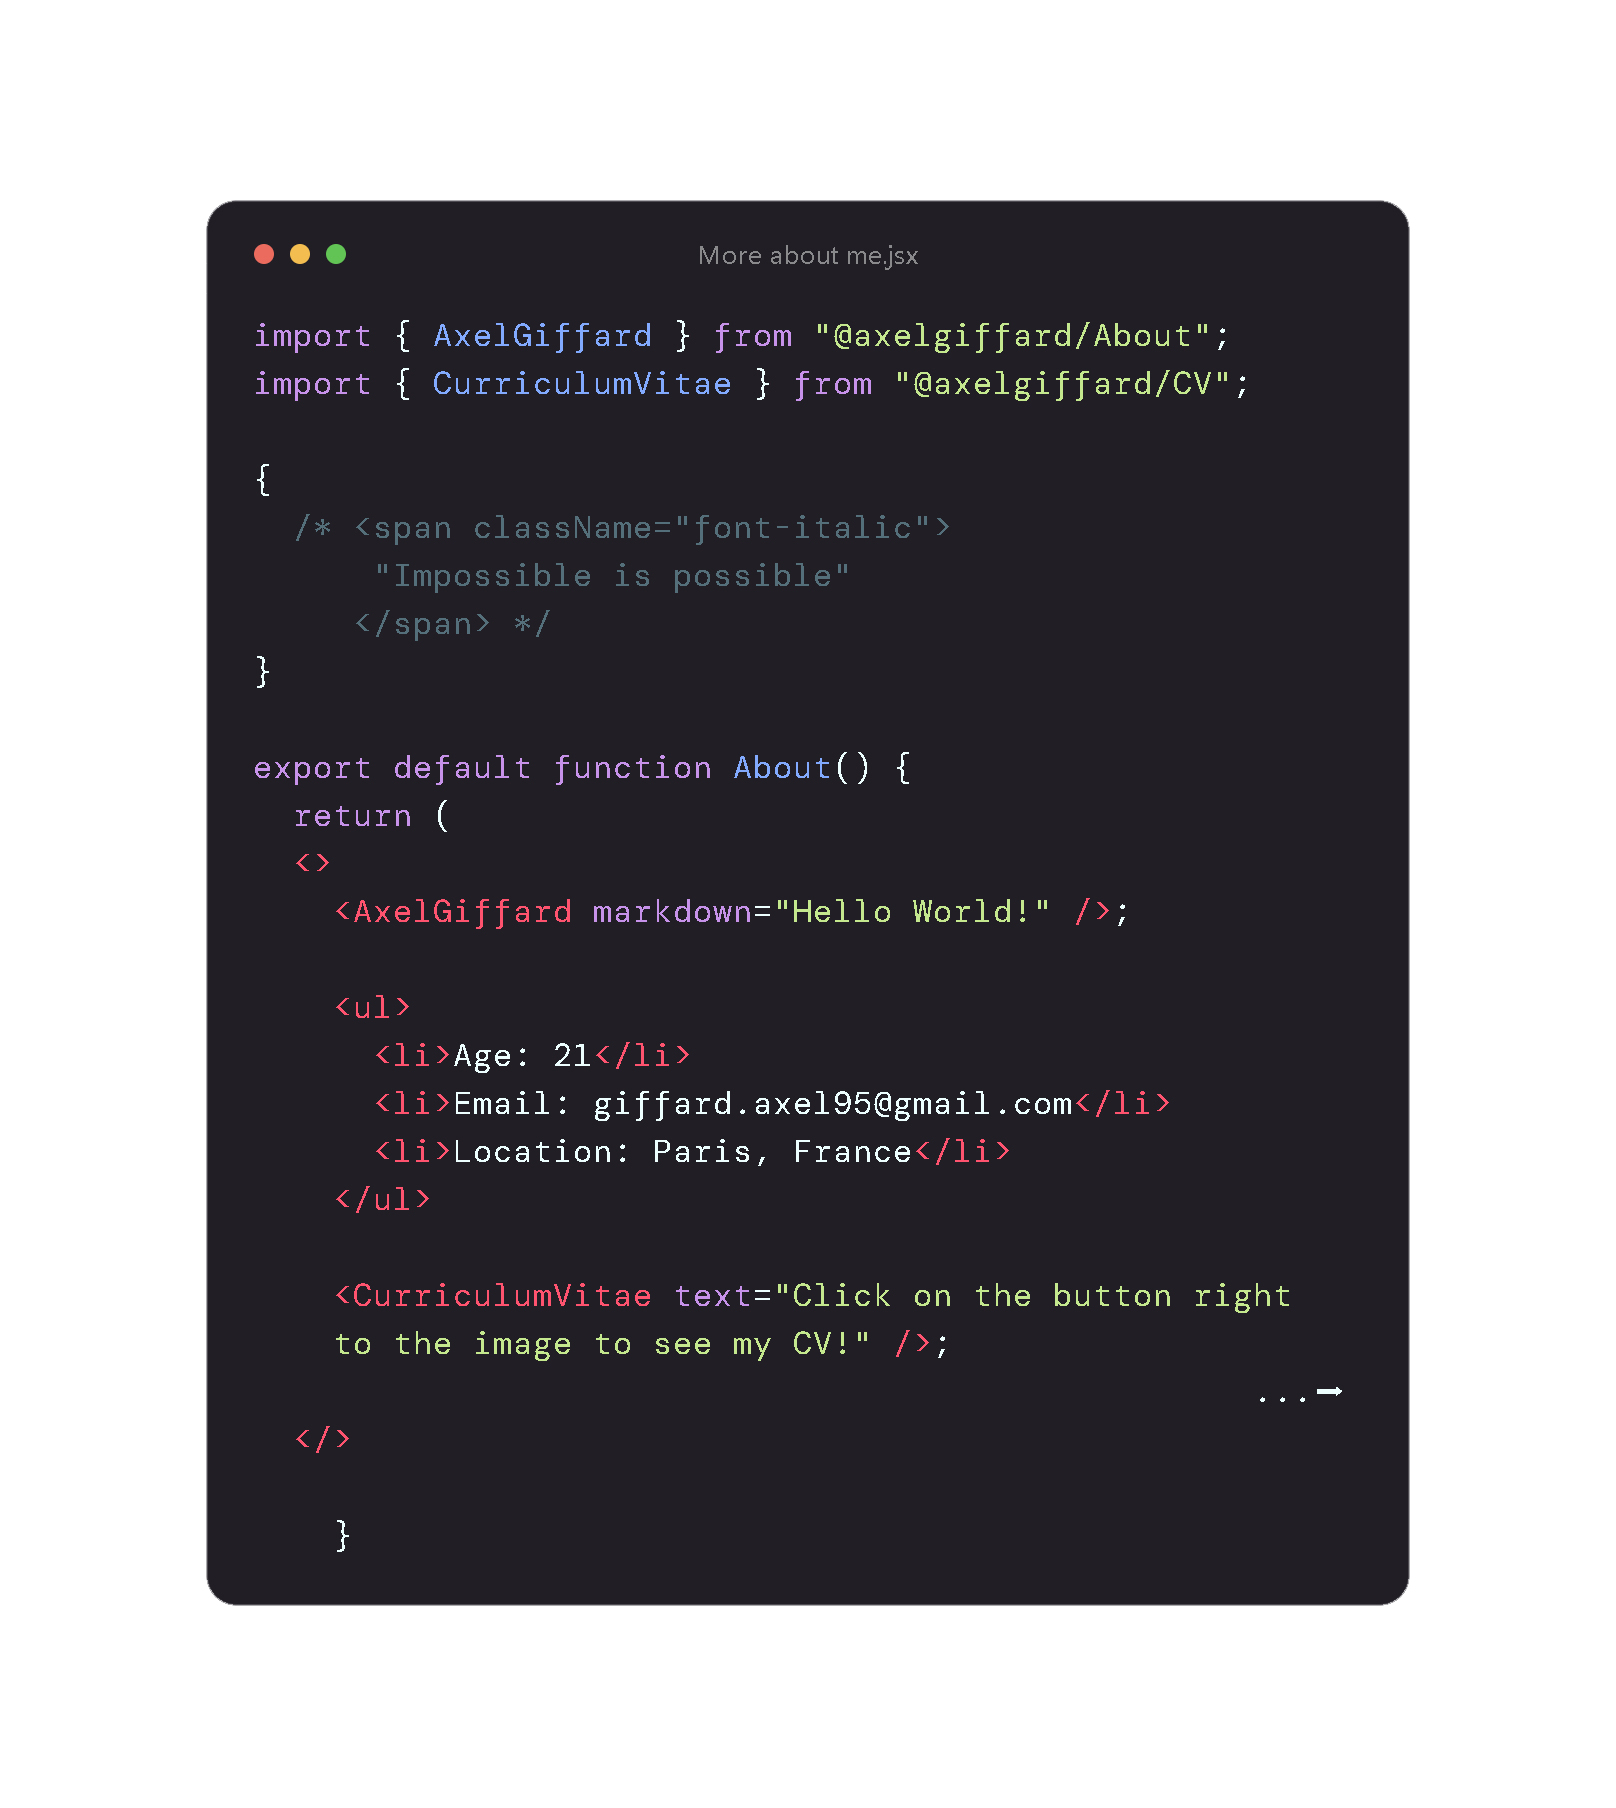 More about me.jsx
import { AxelGiffard } from "@axelgiffard/About";
import { CurriculumVitae } from "@axelgiffard/CV";
{
/* <span className="font-italic">
"Impossible is possible"
</span> */
}
export default function About() {
return (
<>
<AxelGiffard markdown="Hello World!" />;
<ul>
<li>Age: 21</li>
<li>Email: giffard.axel95@gmail.com</li>
<li>Location: Paris, France</li>
</ul>
<CurriculumVitae text="Click on the button right
to the image to see my CV!" />;
...➞
</>
}